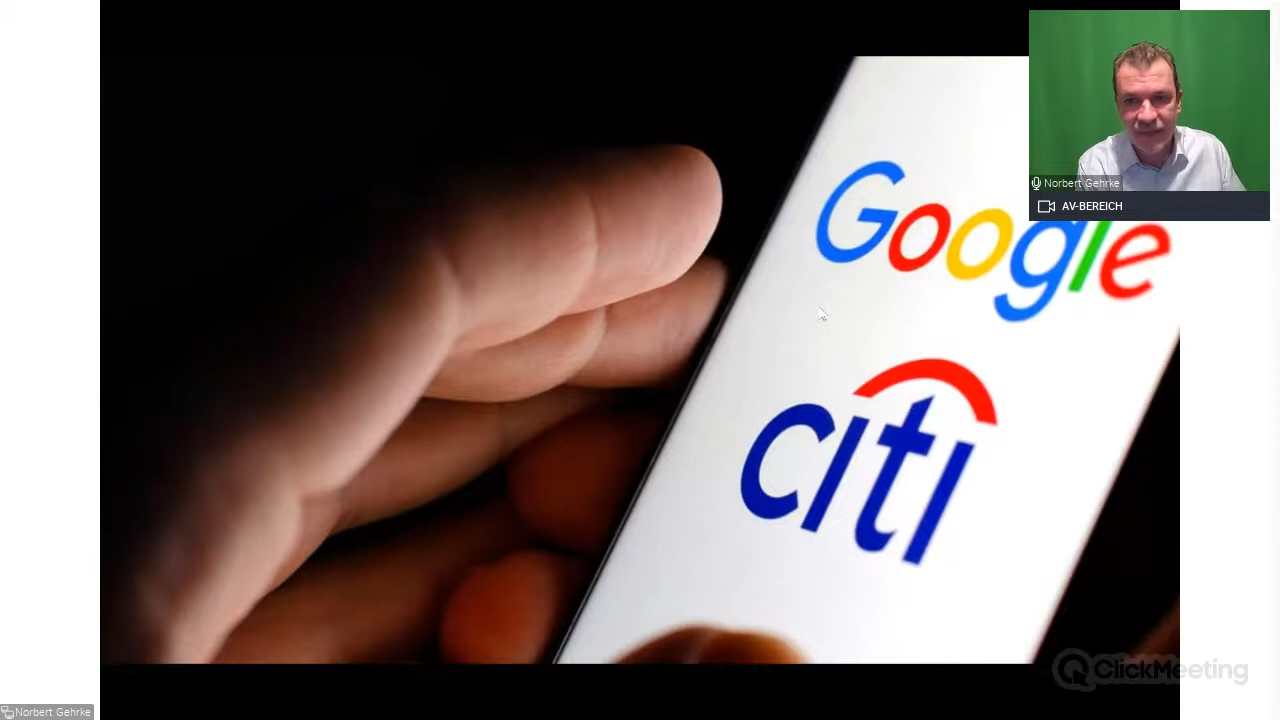 Google
citi
Norbert Gehrke
AV-BEREICH
ClickMeeting
Norbert Gehrke